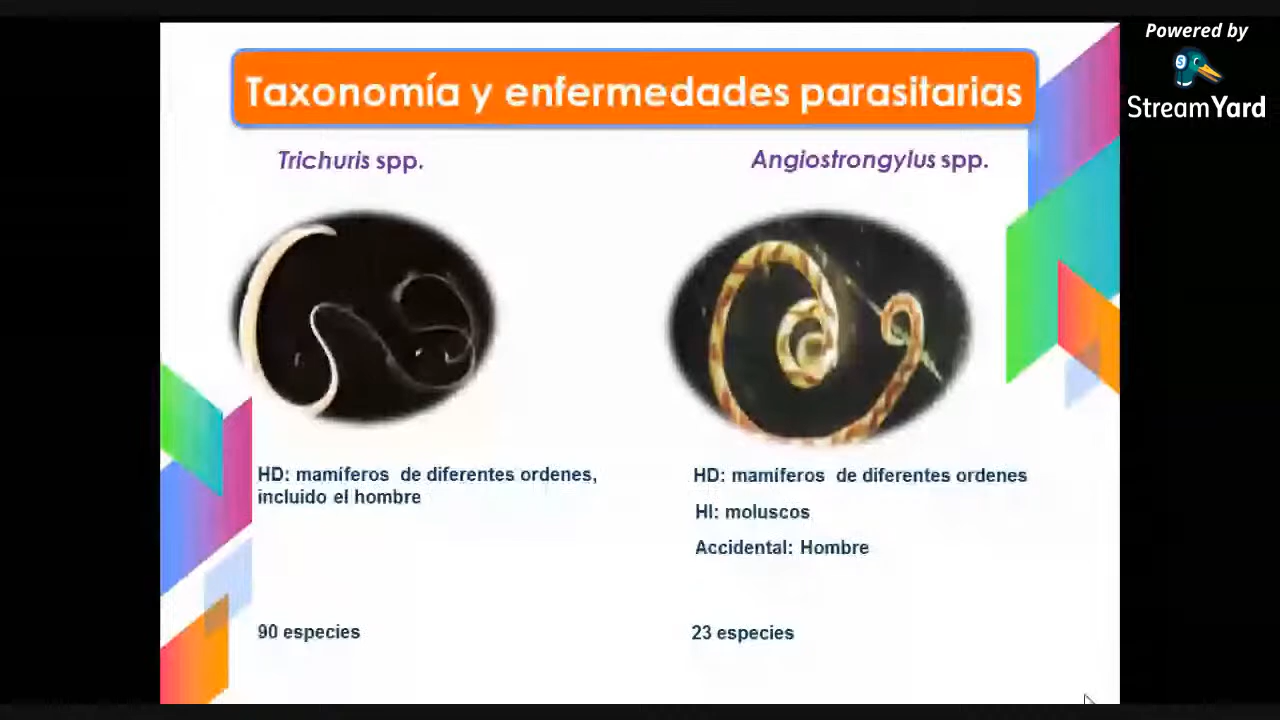 Powered by
StreamYard
Taxonomía y enfermedades parasitarias
Trichuris spp.
Angiostrongylus spp.
HD: mamíferos de diferentes ordenes,
incluido el hombre
90 especies
HD: mamíferos de diferentes ordenes
HI: moluscos
Accidental: Hombre
23 especies